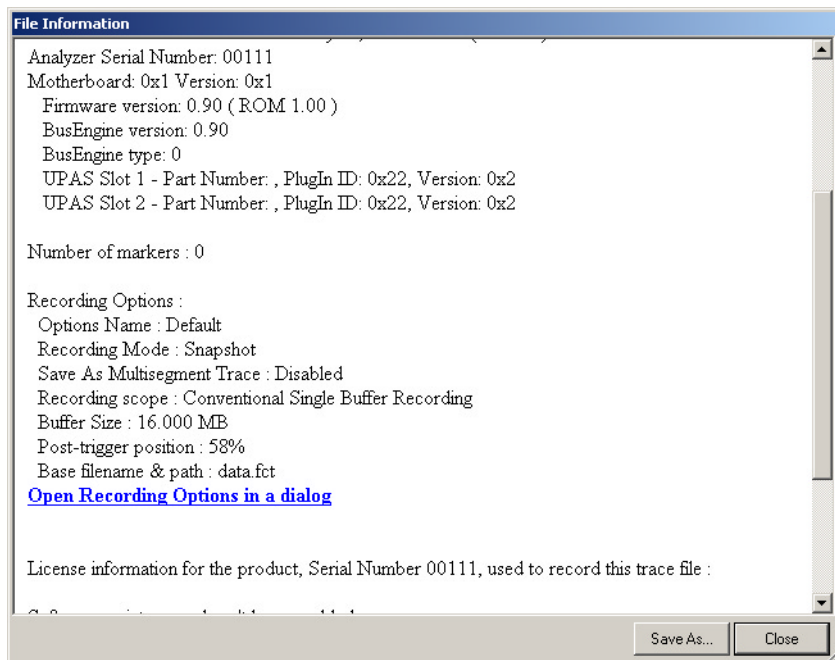 File Information
Analyzer Serial Number: 00111
Motherboard: 0x1 Version: 0x1
Firmware version: 0.90 ( ROM 1.00 )
BusEngine version: 0.90
BusEngine type: 0
UPAS Slot 1 - Part Number: , PlugIn ID: 0x22, Version: 0x2
UPAS Slot 2 - Part Number: , PlugIn ID: 0x22, Version: 0x2
Number of markers : 0
Recording Options :
Options Name : Default
Recording Mode : Snapshot
Save As Multisegment Trace : Disabled
Recording scope : Conventional Single Buffer Recording
Buffer Size : 16.000 MB
Post-trigger position : 58%
Base filename & path : data.fct
Open Recording Options in a dialog
License information for the product, Serial Number 00111, used to record this trace file :
Save As...
Close